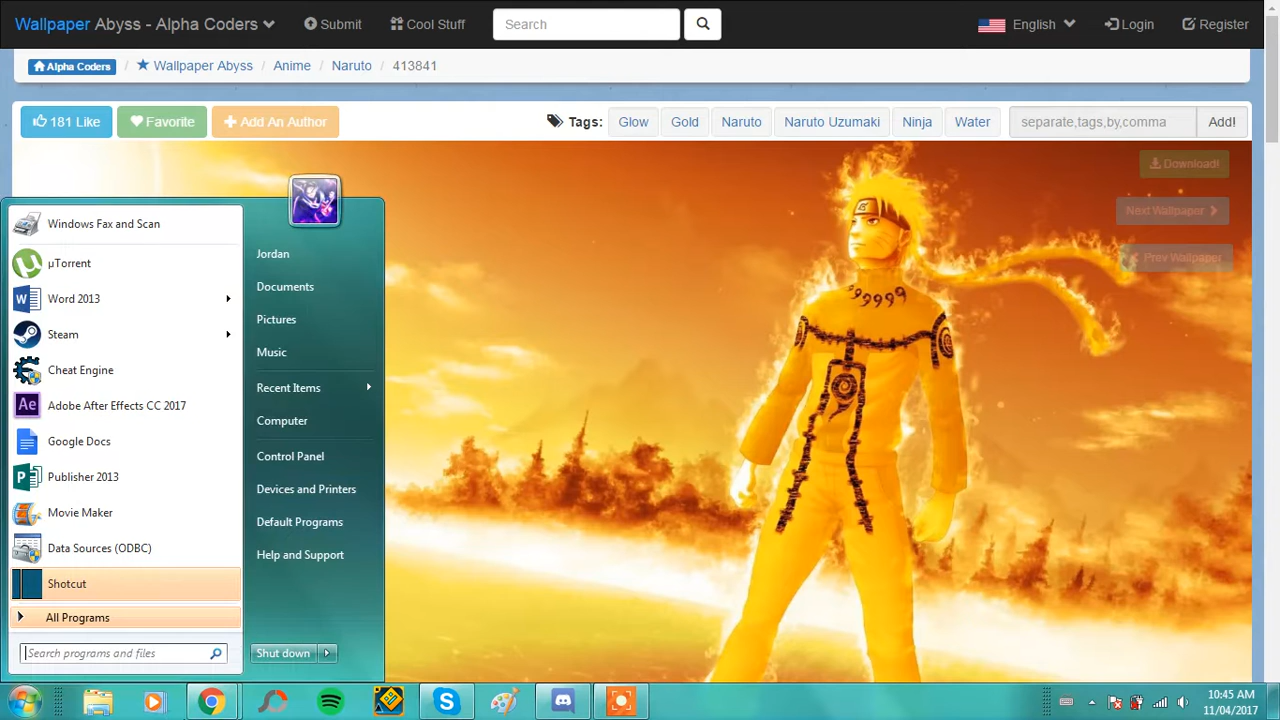 Wallpaper Abyss - Alpha Coders Submit Cool Stuff Search English Login Register
Alpha Coders Wallpaper Abyss / Anime / Naruto / 413841
181 Like Favorite Add An Author Tags: Glow Gold Naruto Naruto Uzumaki Ninja Water separate,tags,by,comma Add!
Download!
Next Wallpaper
Prev Wallpaper
Windows Fax and Scan
µTorrent
Word 2013
Steam
Cheat Engine
Adobe After Effects CC 2017
Google Docs
Publisher 2013
Movie Maker
Data Sources (ODBC)
Shotcut
All Programs
Search programs and files
Jordan
Documents
Pictures
Music
Recent Items
Computer
Control Panel
Devices and Printers
Default Programs
Help and Support
Shut down
10:45 AM
11/04/2017